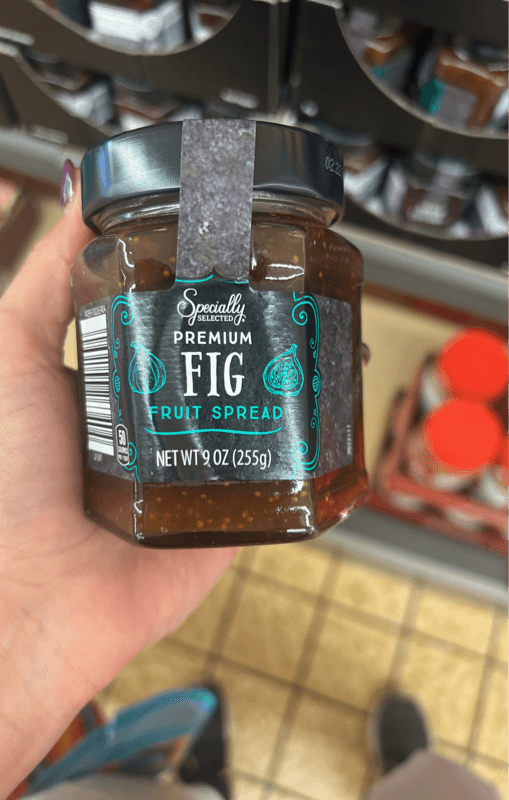 Specially
SELECTED
PREMIUM
FIG
FRUIT SPREAD
NET WT 9 OZ (255g)
50